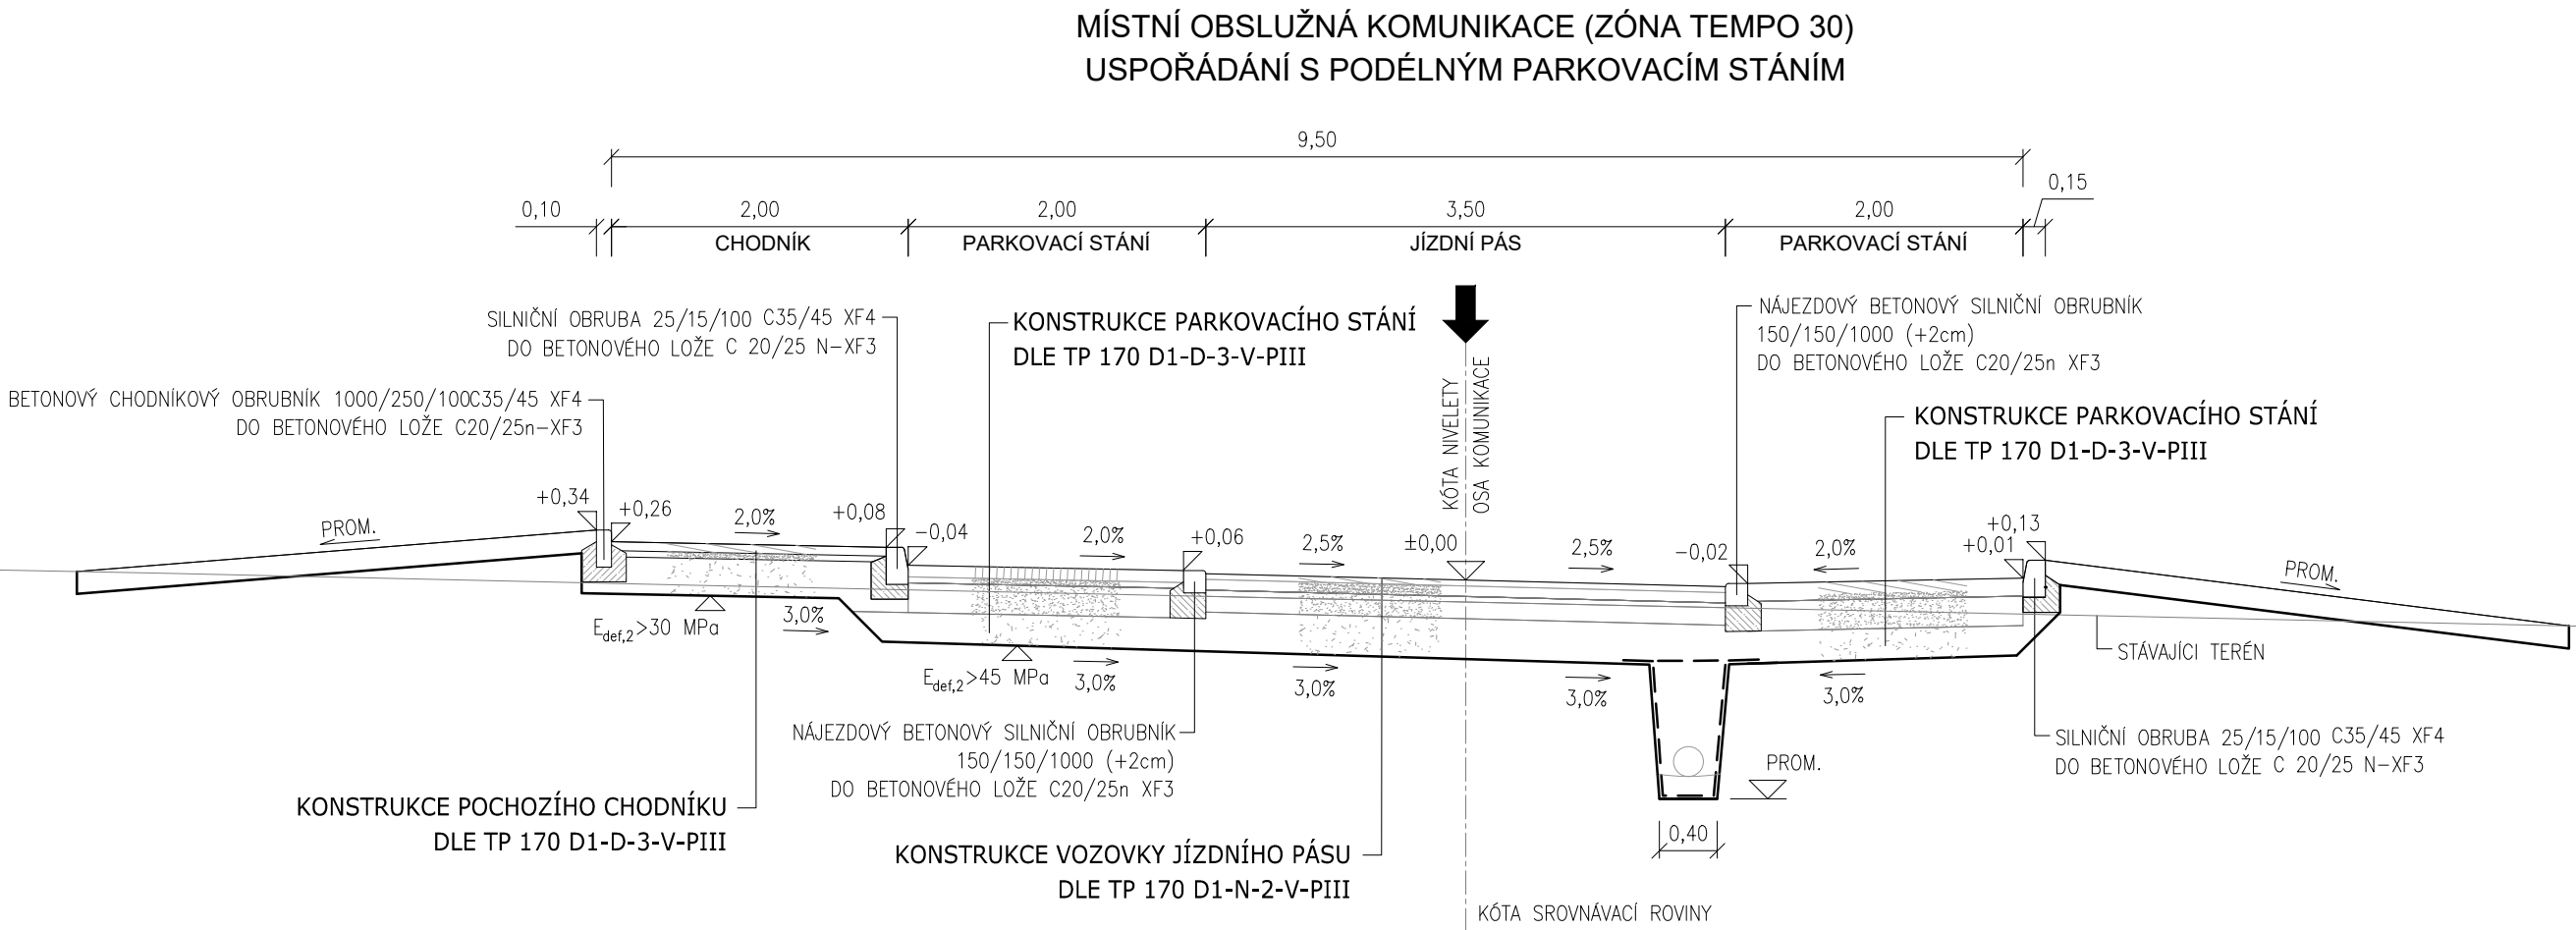 MÍSTNÍ OBSLUŽNÁ KOMUNIKACE (ZÓNA TEMPO 30)
USPOŘÁDÁNÍ S PODÉLNÝM PARKOVACÍM STÁNÍM
9,50
0,10
2,00
CHODNÍK
2,00
PARKOVACÍ STÁNÍ
3,50
JÍZDNÍ PÁS
2,00
PARKOVACÍ STÁNÍ
0,15
SILNIČNÍ OBRUBA 25/15/100 C35/45 XF4
DO BETONOVÉHO LOŽE C 20/25 N-XF3
KONSTRUKCE PARKOVACÍHO STÁNÍ
DLE TP 170 D1-D-3-V-PIII
KÓTA NIVELETY
OSA KOMUNIKACE
NÁJEZDOVÝ BETONOVÝ SILNIČNÍ OBRUBNÍK
150/150/1000 (+2cm)
DO BETONOVÉHO LOŽE C20/25n XF3
BETONOVÝ CHODNÍKOVÝ OBRUBNÍK 1000/250/100C35/45 XF4
DO BETONOVÉHO LOŽE C20/25n-XF3
KONSTRUKCE PARKOVACÍHO STÁNÍ
DLE TP 170 D1-D-3-V-PIII
PROM.
+0,34
+0,26
2,0%
+0,08
-0,04
2,0%
+0,06
2,5%
±0,00
2,5%
-0,02
2,0%
+0,13
+0,01
PROM.
Edef,2>30 MPa
3,0%
Edef,2>45 MPa
3,0%
3,0%
3,0%
3,0%
STÁVAJÍCI TERÉN
NÁJEZDOVÝ BETONOVÝ SILNIČNÍ OBRUBNÍK
150/150/1000 (+2cm)
DO BETONOVÉHO LOŽE C20/25n XF3
SILNIČNÍ OBRUBA 25/15/100 C35/45 XF4
DO BETONOVÉHO LOŽE C 20/25 N-XF3
PROM.
KONSTRUKCE POCHOZÍHO CHODNÍKU
DLE TP 170 D1-D-3-V-PIII
0,40
KONSTRUKCE VOZOVKY JÍZDNÍHO PÁSU
DLE TP 170 D1-N-2-V-PIII
KÓTA SROVNÁVACÍ ROVINY